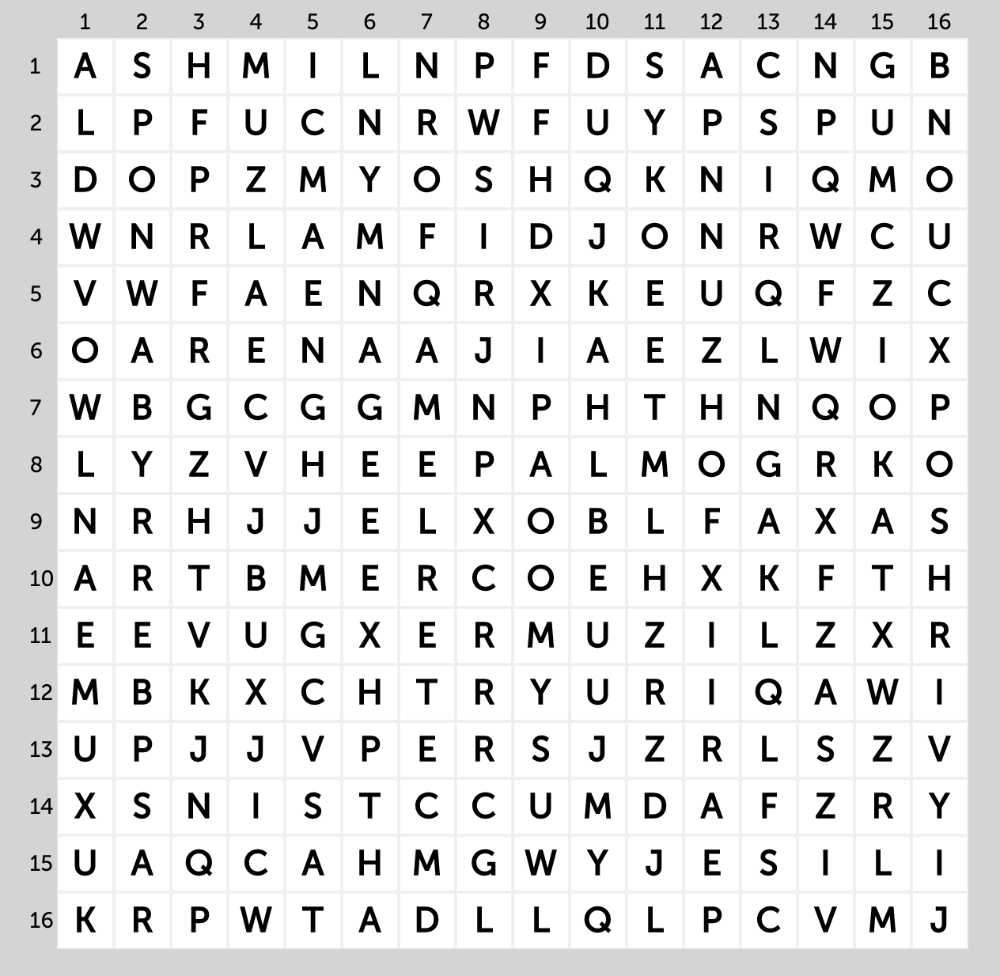 1 2 3 4 5 6 7 8 9 10 11 12 13 14 15 16
1 A S H M I L N P F D S A C N G B
2 L P F U C N R W F U Y P S P U N
3 D O P Z M Y O S H Q K N I Q M O
4 W N R L A M F I D J O N R W C U
5 V W F A E N Q R X K E U Q F Z C
6 O A R E N A A J I A E Z L W I X
7 W B G C G G M N P H T H N Q O P
8 L Y Z V H E E P A L M O G R K O
9 N R H J J E L X O B L F A X A S
10 A R T B M E R C O E H X K F T H
11 E E V U G X E R M U Z I L Z X R
12 M B K X C H T R Y U R I Q A W I
13 U P J J V P E R S J Z R L S Z V
14 X S N I S T C C U M D A F Z R Y
15 U A Q C A H M G W Y J E S I L I
16 K R P W T A D L L Q L P C V M J